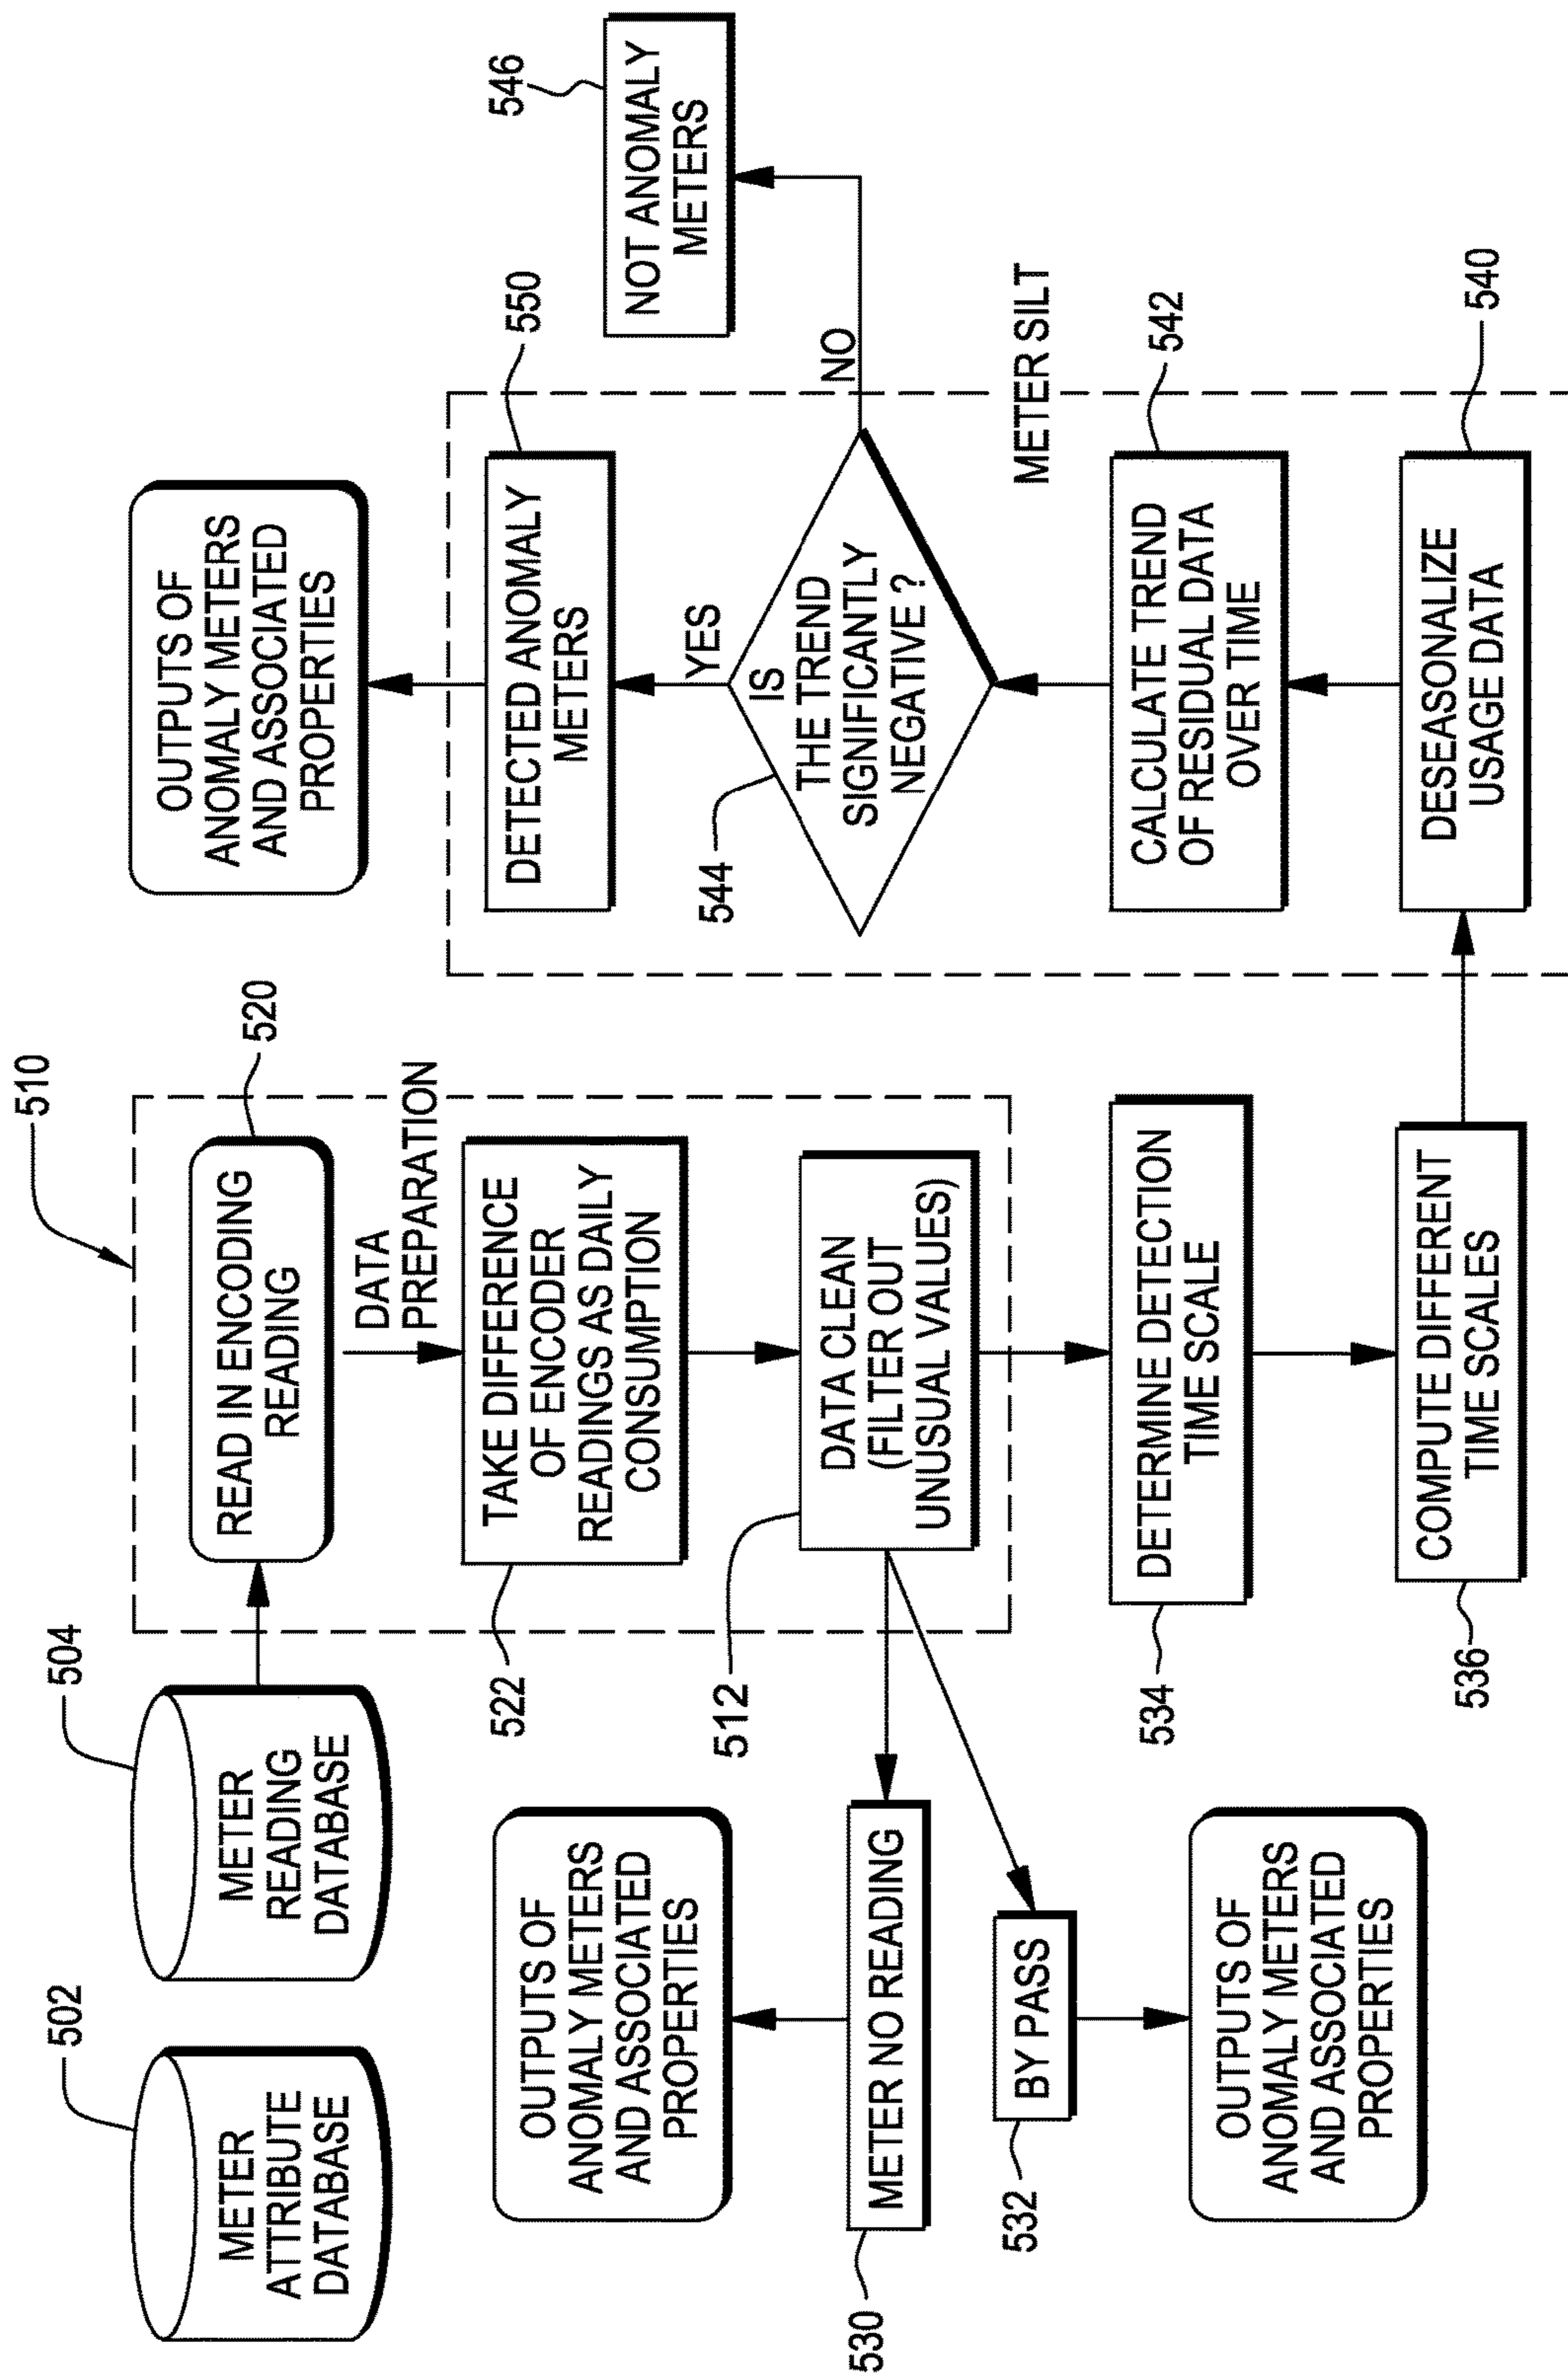 502
METER
ATTRIBUTE
DATABASE
504
METER
READING
DATABASE
510
520
READ IN ENCODING
READING
DATA
PREPARATION
522
TAKE DIFFERENCE
OF ENCODER
READINGS AS DAILY
CONSUMPTION
512
DATA CLEAN
(FILTER OUT
UNUSUAL VALUES)
OUTPUTS OF
ANOMALY METERS
AND ASSOCIATED
PROPERTIES
530
METER NO READING
532
BY PASS
OUTPUTS OF
ANOMALY METERS
AND ASSOCIATED
PROPERTIES
534
DETERMINE DETECTION
TIME SCALE
536
COMPUTE DIFFERENT
TIME SCALES
OUTPUTS OF
ANOMALY METERS
AND ASSOCIATED
PROPERTIES
550
DETECTED ANOMALY
METERS
546
NOT ANOMALY
METERS
YES
NO
544
IS
THE TREND
SIGNIFICANTLY
NEGATIVE ?
METER SILT
542
CALCULATE TREND
OF RESIDUAL DATA
OVER TIME
540
DESEASONALIZE
USAGE DATA